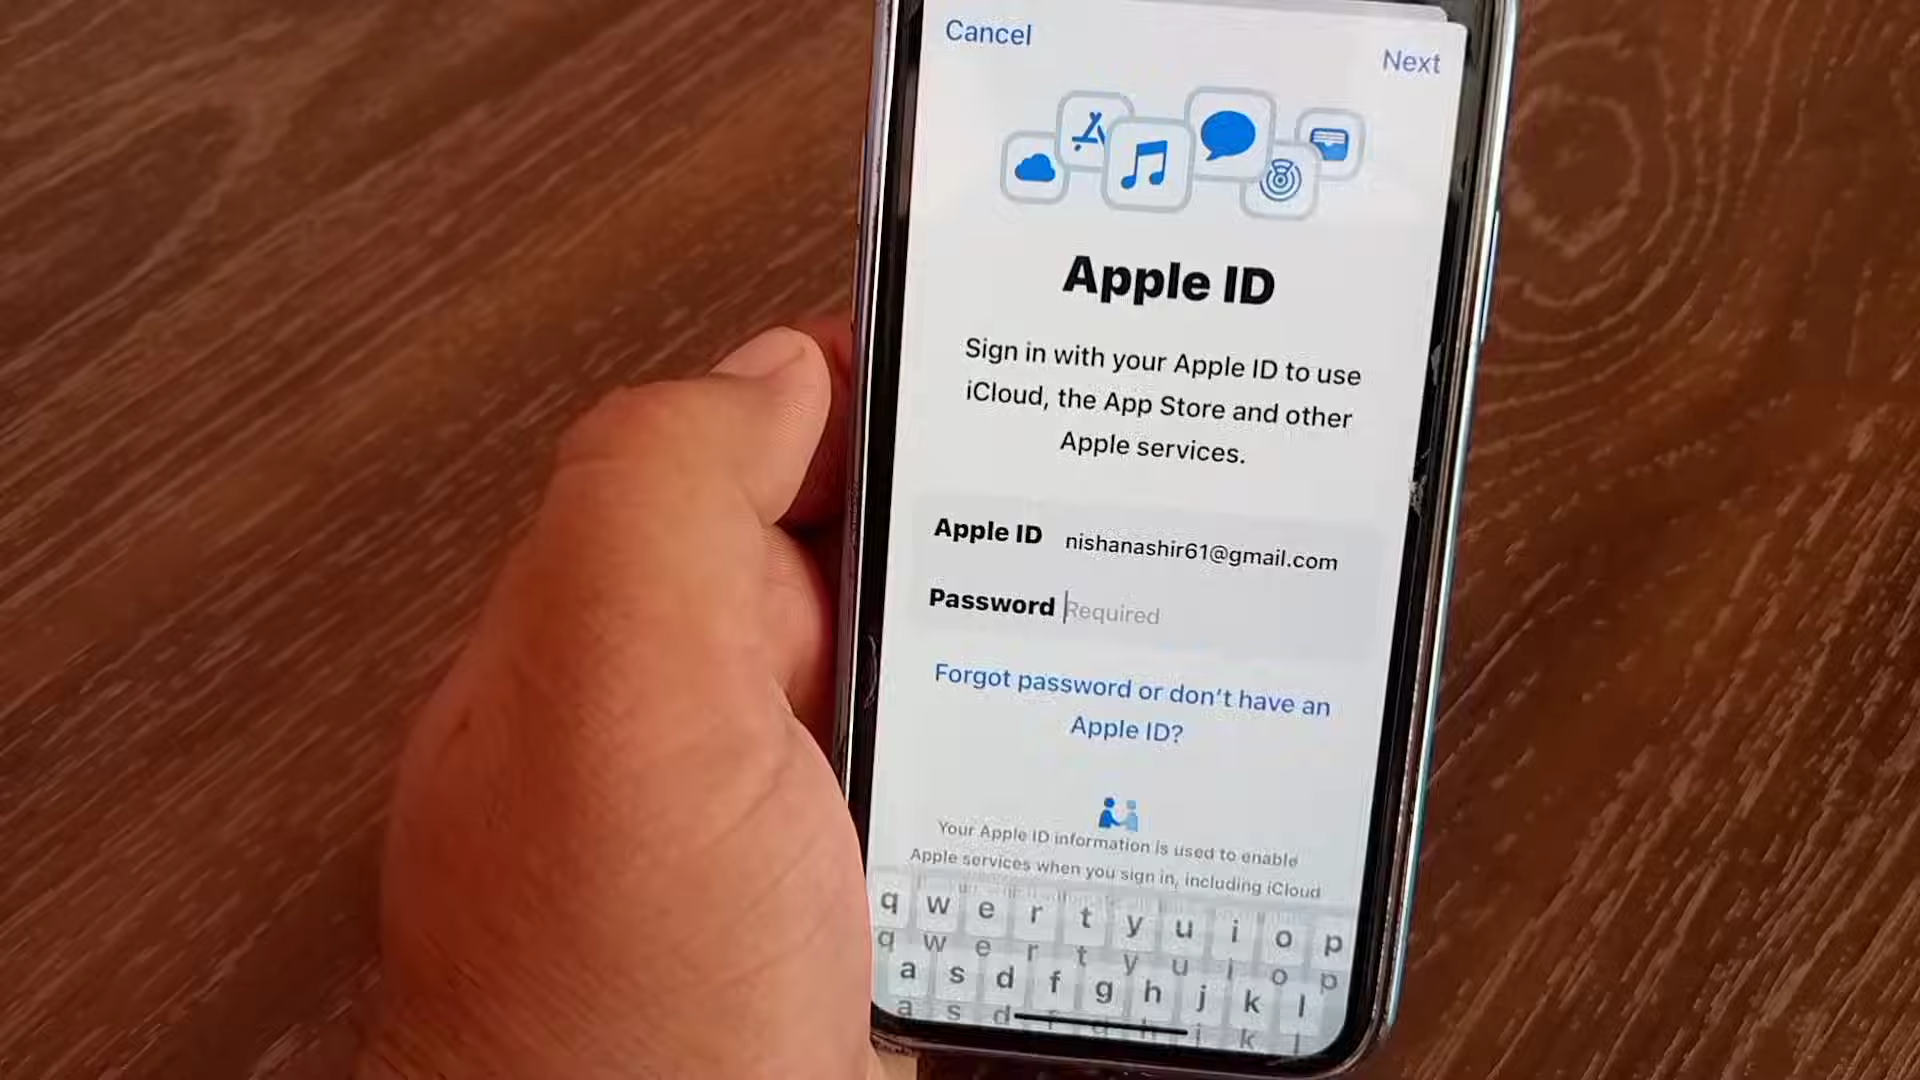 Cancel
Next
Apple ID
Sign in with your Apple ID to use
iCloud, the App Store and other
Apple services.
Apple ID nishanashir61@gmail.com
Password Required
Forgot password or don't have an
Apple ID?
Your Apple ID information is used to enable
Apple services when you sign in, including iCloud
q w e r t y u i o p
q w e r t y u i o p
a s d f g h j k l
a s d f g h j k l